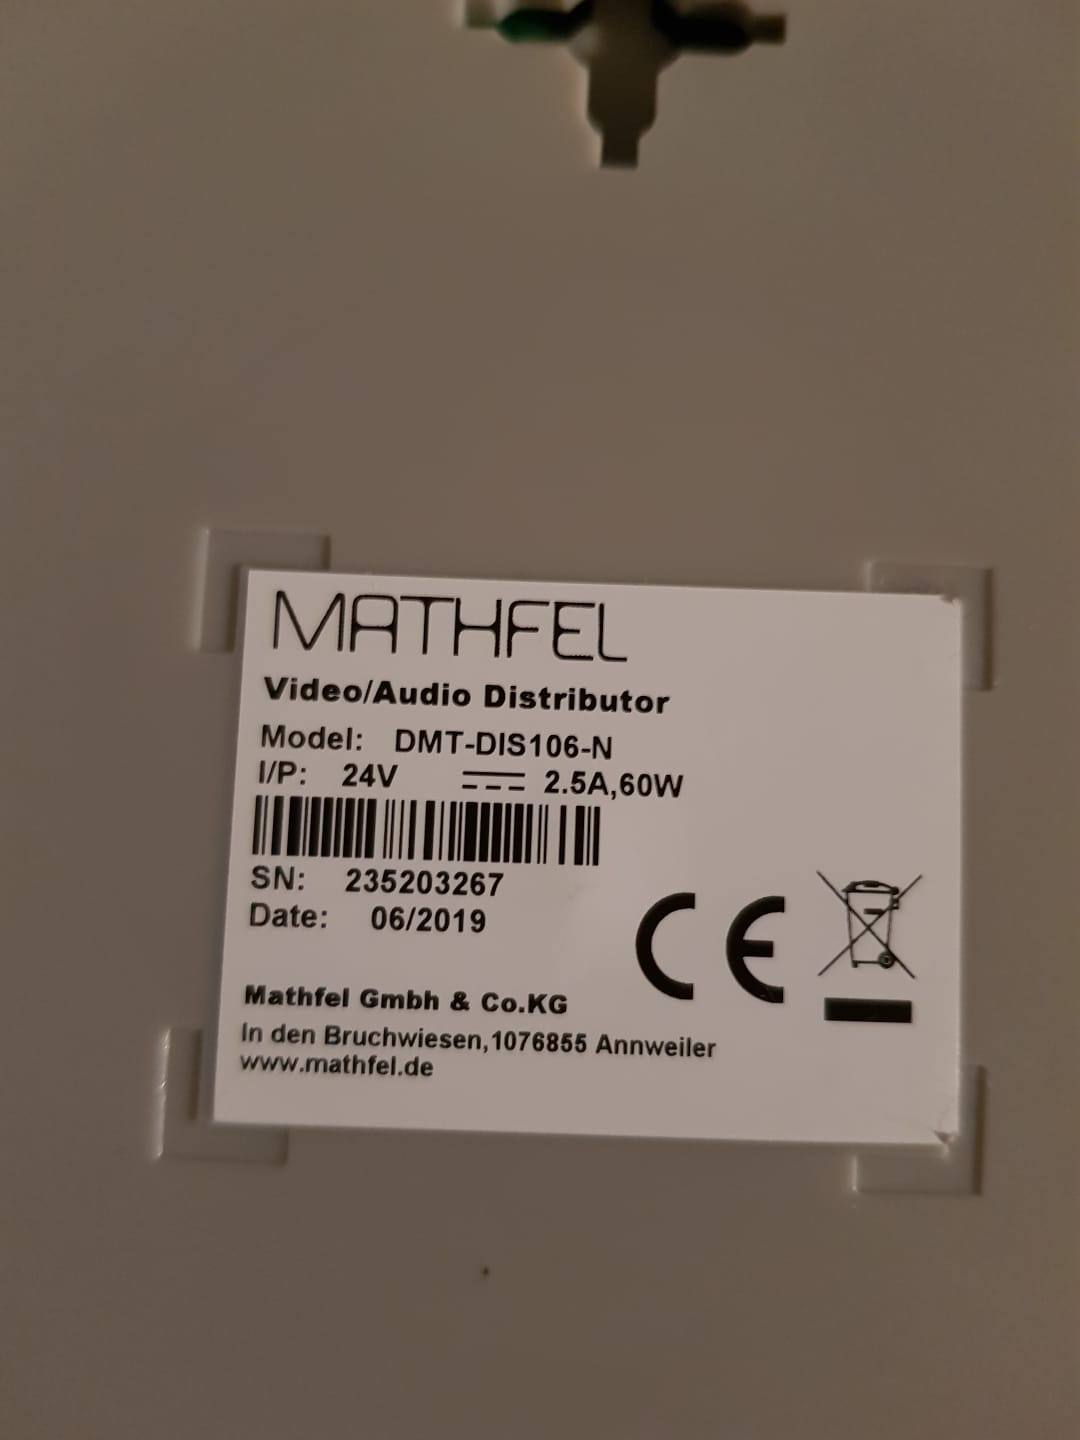 MATHFEL
Video/Audio Distributor
Model: DMT-DIS106-N
I/P: 24V 2.5A,60W
SN: 235203267
Date: 06/2019
CE
Mathfel Gmbh & Co.KG
In den Bruchwiesen,1076855 Annweiler
www.mathfel.de